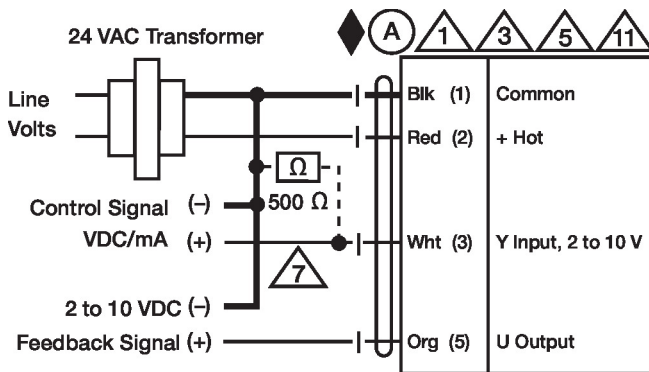 24 VAC Transformer
A 1 3 5 11
Line
Volts
Blk (1) Common
Red (2) + Hot
Ω
500 Ω
Control Signal (-)
VDC/mA (+)
Wht (3) Y Input, 2 to 10 V
7
2 to 10 VDC (-)
Feedback Signal (+)
Org (5) U Output